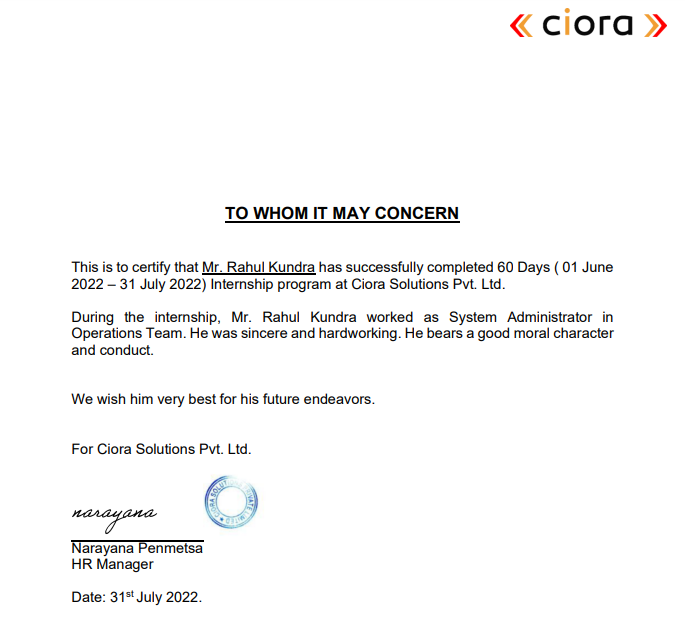 ciora
TO WHOM IT MAY CONCERN
This is to certify that Mr. Rahul Kundra has successfully completed 60 Days ( 01 June
2022 – 31 July 2022) Internship program at Ciora Solutions Pvt. Ltd.
During the internship, Mr. Rahul Kundra worked as System Administrator in
Operations Team. He was sincere and hardworking. He bears a good moral character
and conduct.
We wish him very best for his future endeavors.
For Ciora Solutions Pvt. Ltd.
narayana
Narayana Penmetsa
HR Manager
Date: 31st July 2022.